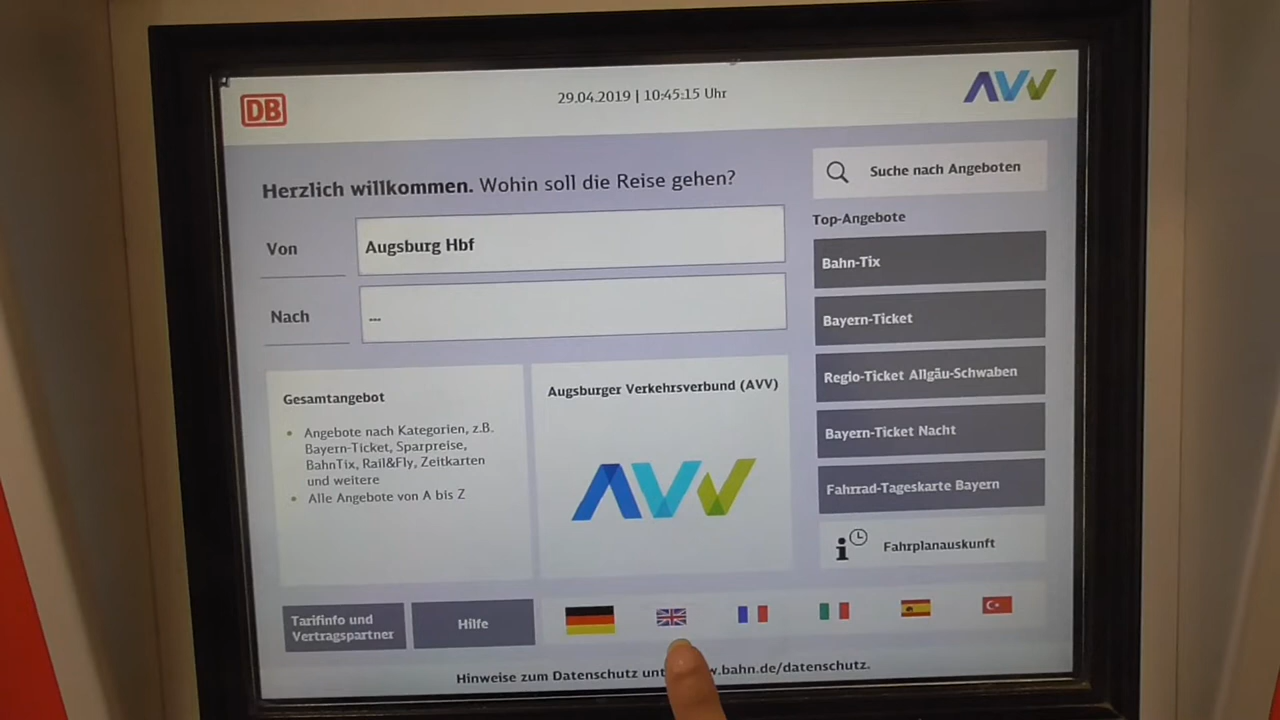 DB
29.04.2019 | 10:45:15 Uhr
AVV
Herzlich willkommen. Wohin soll die Reise gehen?
Suche nach Angeboten
Von
Augsburg Hbf
Nach
...
Top-Angebote
Bahn-Tix
Bayern-Ticket
Regio-Ticket Allgäu-Schwaben
Bayern-Ticket Nacht
Fahrrad-Tageskarte Bayern
Fahrplanauskunft
Gesamtangebot
• Angebote nach Kategorien, z.B.
Bayern-Ticket, Sparpreise,
BahnTix, Rail&Fly, Zeitkarten
und weitere
• Alle Angebote von A bis Z
Augsburger Verkehrsverbund (AVV)
AVV
Tarifinfo und
Vertragspartner
Hilfe
Hinweise zum Datenschutz unt w.bahn.de/datenschutz.